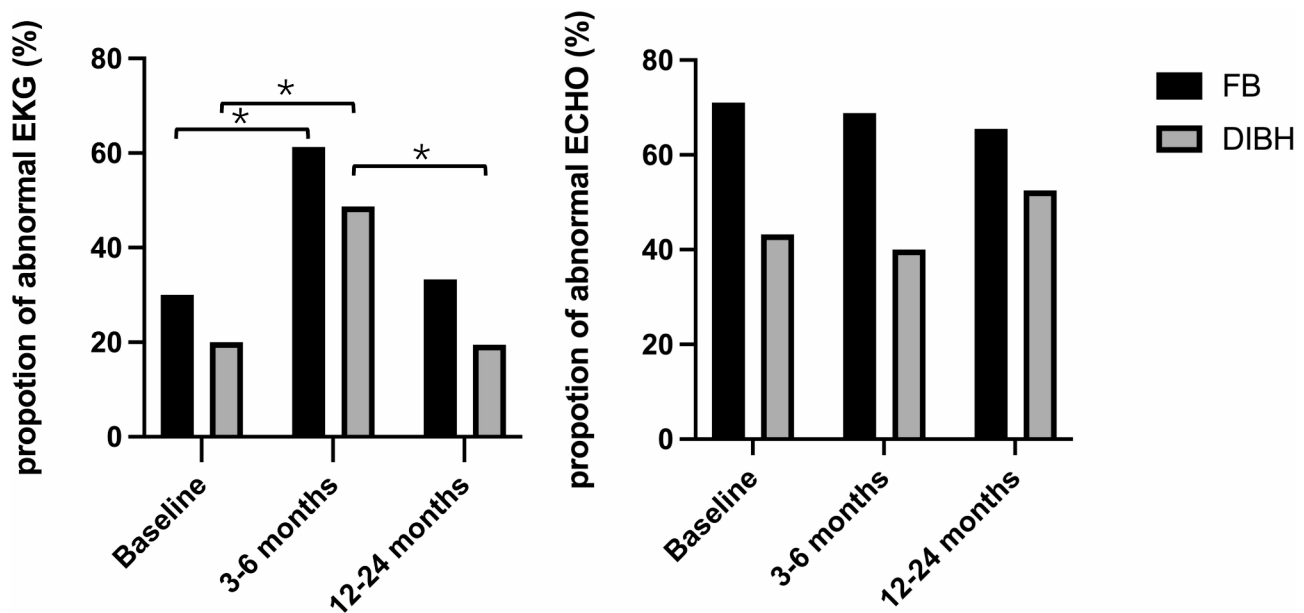 propotion of abnormal EKG (%)
80
60
40
20
0
*
*
*
Baseline
3-6 months
12-24 months
propotion of abnormal ECHO (%)
80
60
40
20
0
Baseline
3-6 months
12-24 months
FB
DIBH